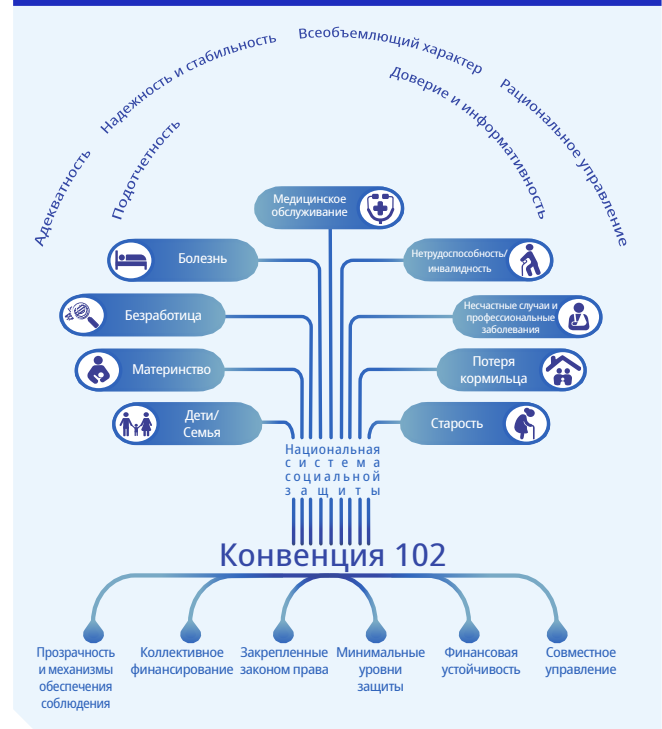 Всеобъемлющий характер
Надежность и стабильность
Доверие и информативность
Рациональное управление
Адекватность
Подотчетность
Медицинское
обслуживание
Болезнь
Нетрудоспособность/
инвалидность
Безработица
Несчастные случаи и
профессиональные
заболевания
Материнство
Потеря
кормильца
Дети/
Семья
Старость
Национальная
система
социальной
защиты
Конвенция 102
Прозрачность
и механизмы
обеспечения
соблюдения
Коллективное
финансирование
Закрепленные
законом права
Минимальные
уровни
защиты
Финансовая
устойчивость
Совместное
управление